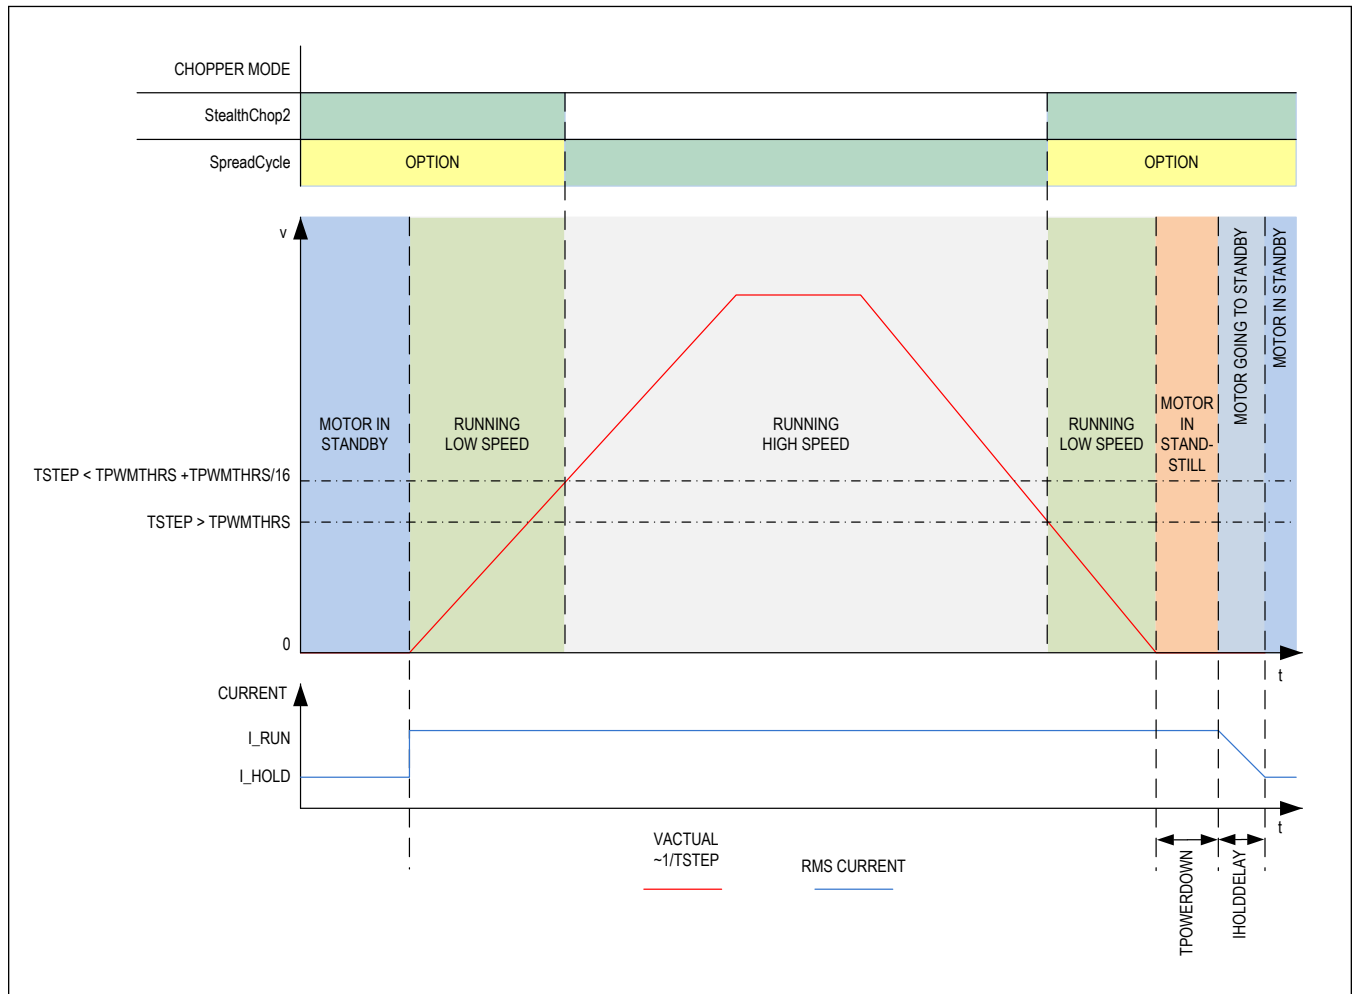 CHOPPER MODE
StealthChop2
SpreadCycle
OPTION
OPTION
v
MOTOR IN
STANDBY
RUNNING
LOW SPEED
RUNNING
HIGH SPEED
RUNNING
LOW SPEED
MOTOR
IN
STAND-
STILL
MOTOR GOING TO STANDBY
MOTOR IN STANDBY
TSTEP < TPWMTHRS +TPWMTHRS/16
TSTEP > TPWMTHRS
0
t
CURRENT
I_RUN
I_HOLD
t
VACTUAL
~1/TSTEP
RMS CURRENT
TPOWERDOWN
IHOLDDELAY